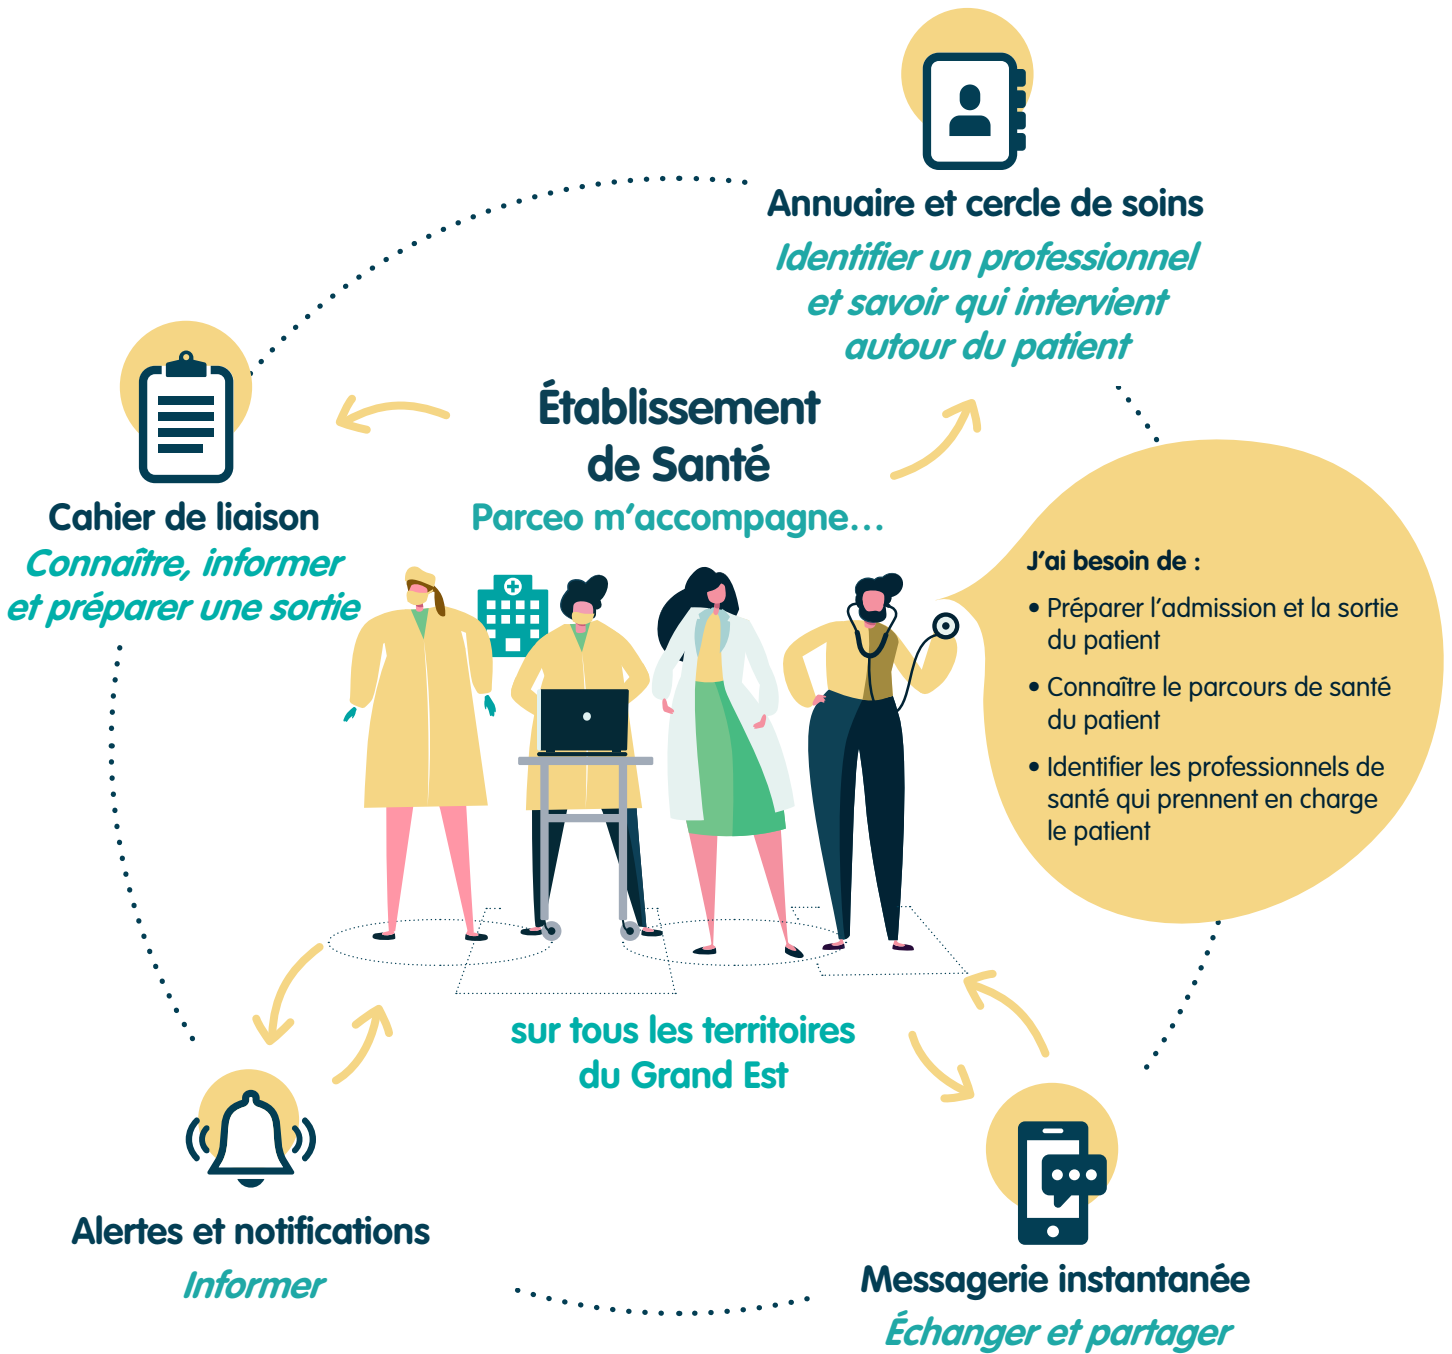 Annuaire et cercle de soins
Identifier un professionnel
et savoir qui intervient
autour du patient
Établissement
de Santé
Parceo m’accompagne…
Cahier de liaison
Connaître, informer
et préparer une sortie
J’ai besoin de :
• Préparer l’admission et la sortie
du patient
• Connaître le parcours de santé
du patient
• Identifier les professionnels de
santé qui prennent en charge
le patient
sur tous les territoires
du Grand Est
Alertes et notifications
Informer
Messagerie instantanée
Échanger et partager